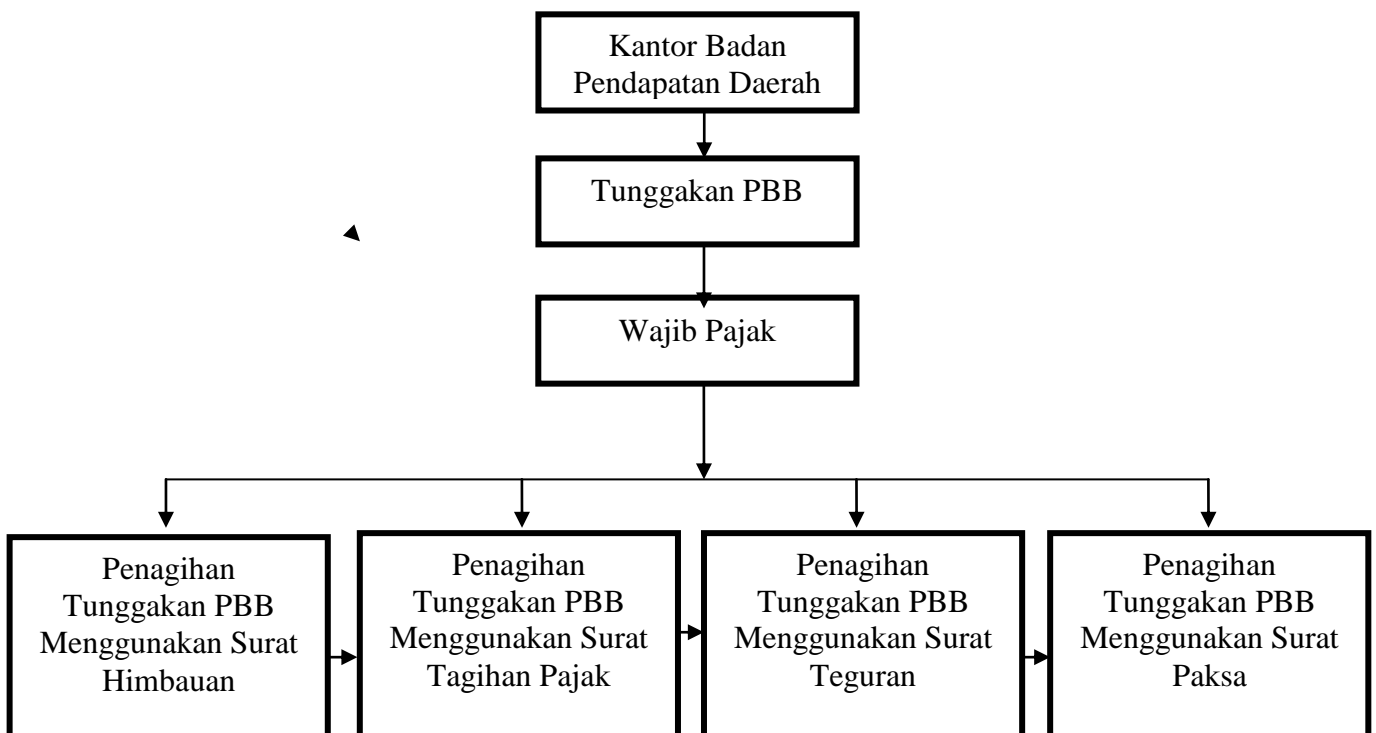 Kantor Badan
Pendapatan Daerah
Tunggakan PBB
Wajib Pajak
Penagihan
Tunggakan PBB
Menggunakan Surat
Himbauan
Penagihan
Tunggakan PBB
Menggunakan Surat
Tagihan Pajak
Penagihan
Tunggakan PBB
Menggunakan Surat
Teguran
Penagihan
Tunggakan PBB
Menggunakan Surat
Paksa